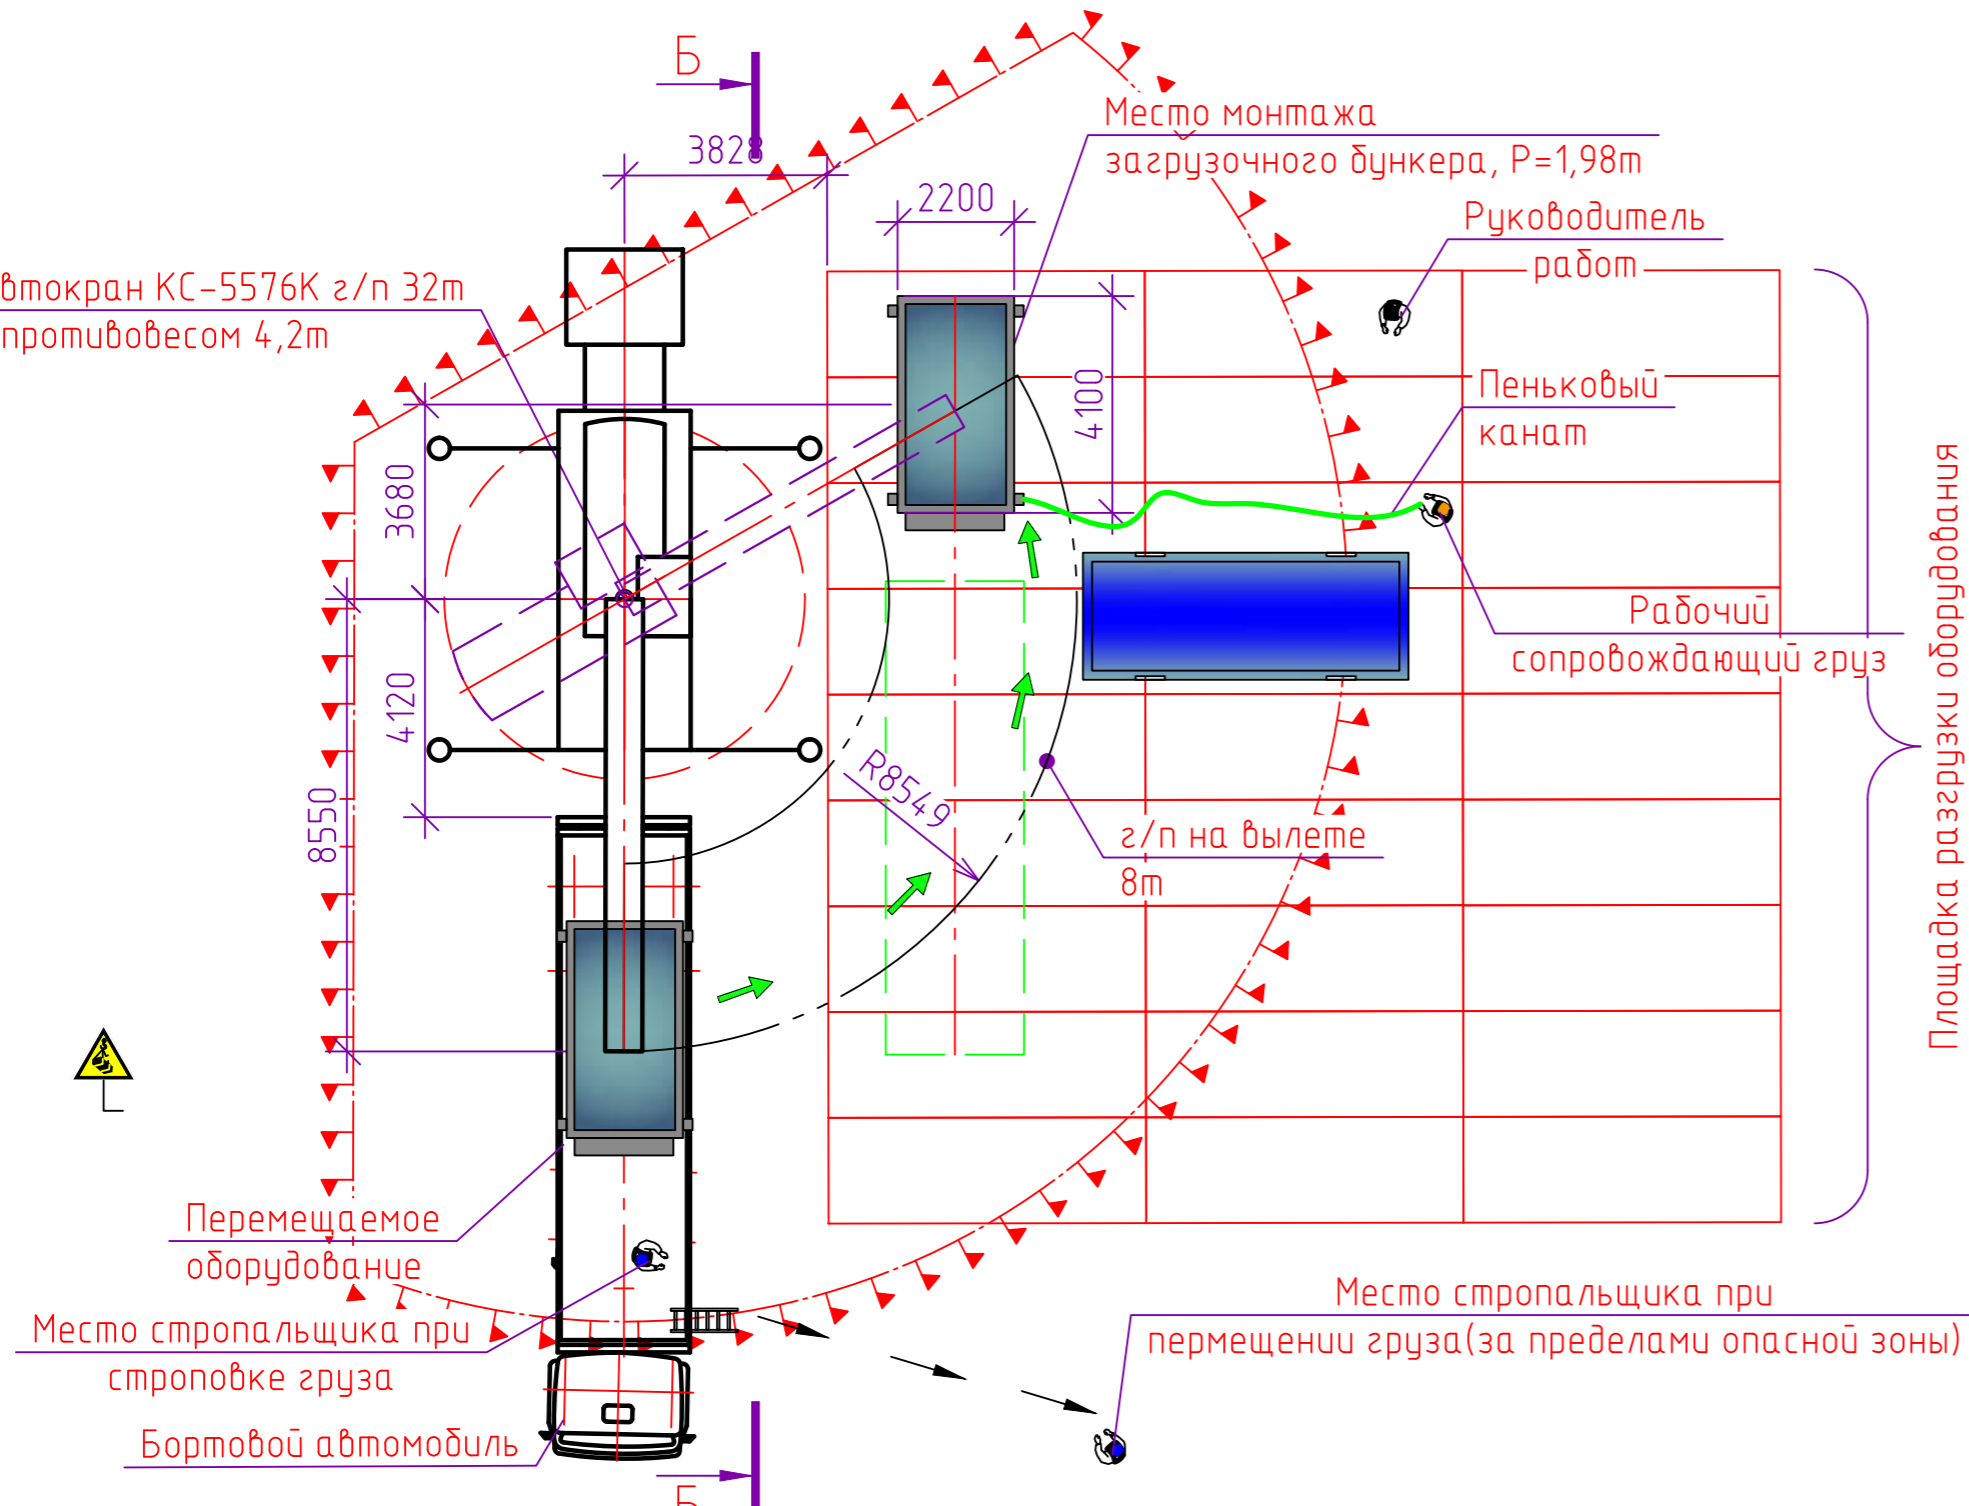 Б
3828
Место монтажа
загрузочного бункера, Р=1,98т
2200
Руководитель
работ
втокран КС-5576К г/п 32т
противовесом 4,2т
Пеньковый
канат
4100
3680
Рабочий
сопровождающий груз
Площадка разгрузки оборудования
4120
8550
R8549
г/п на вылете
8т
Перемещаемое
оборудование
Место стропальщика при
строповке груза
Место стропальщика при
пермещении груза(за пределами опасной зоны)
Бортовой автомобиль
Б